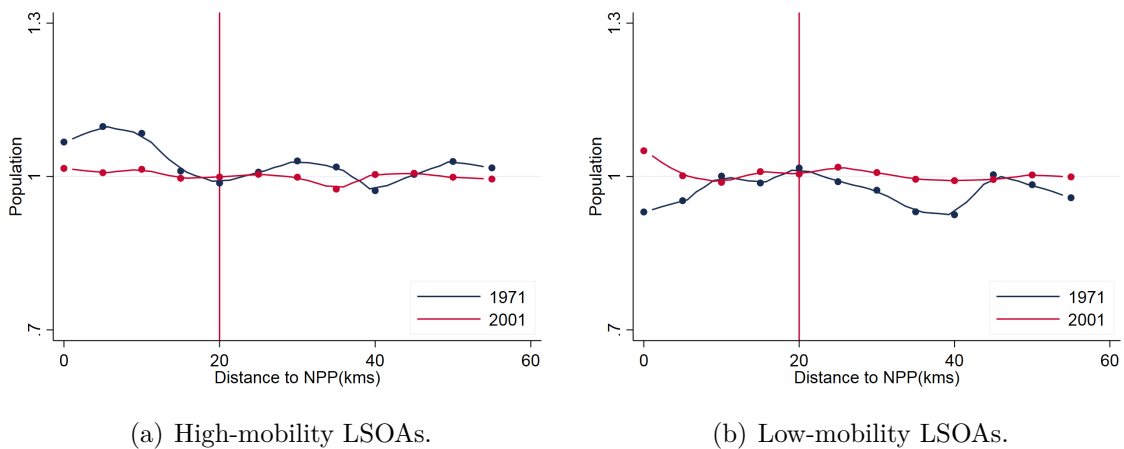 1.3
1
.7
Population
0 20 40 60
Distance to NPP(kms)
1971
2001
(a) High-mobility LSOAs.
1.3
1
.7
Population
0 20 40 60
Distance to NPP(kms)
1971
2001
(b) Low-mobility LSOAs.